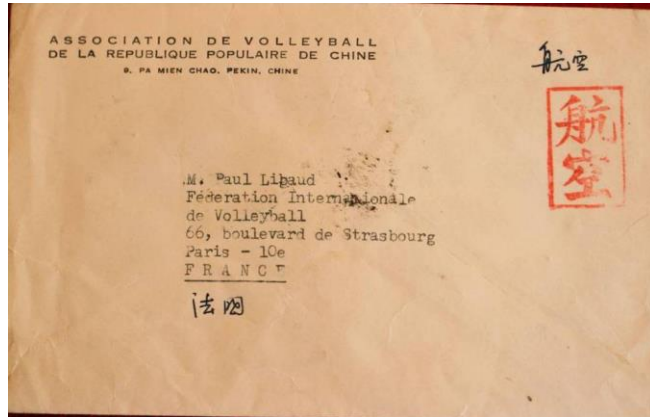 ASSOCIATION DE VOLLEYBALL
DE LA REPUBLIQUE POPULAIRE DE CHINE
9, PA MIEN CHAO, PEKIN, CHINE
航空
航空
M. Paul Libaud
Fédération Internationale
de Volleyball
66, boulevard de Strasbourg
Paris - 10e
FRANCE
法国